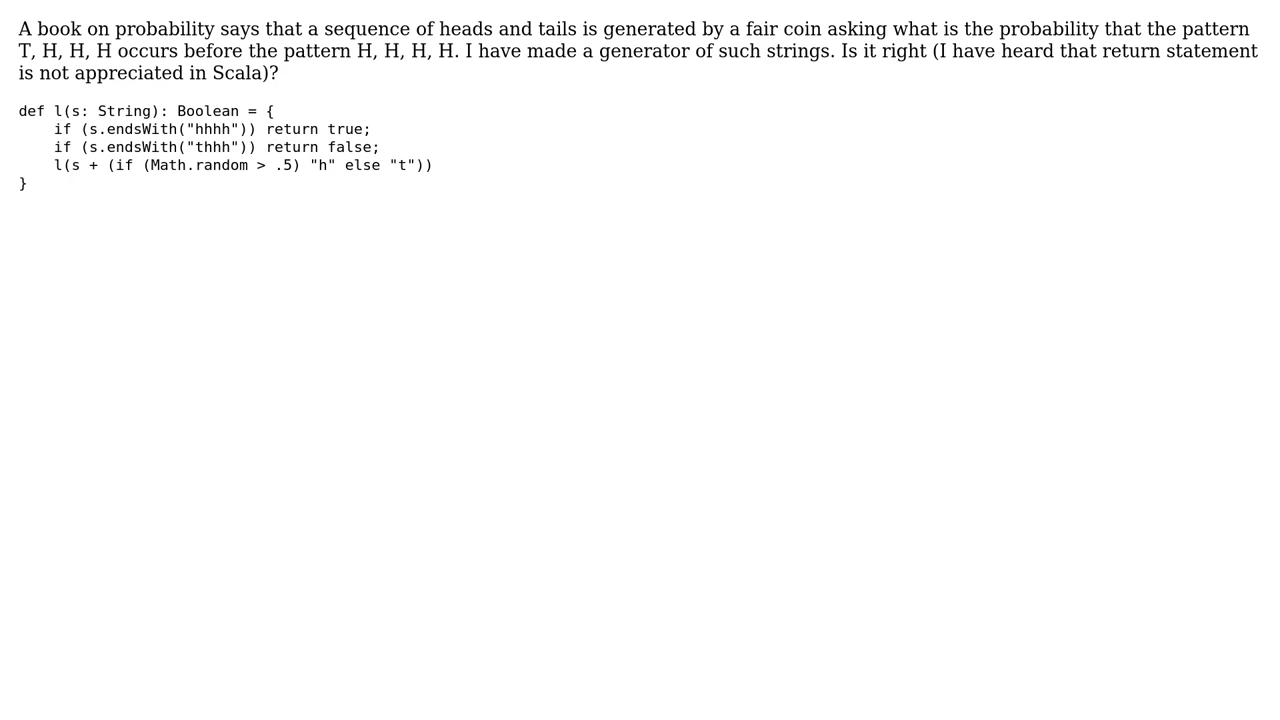 A book on probability says that a sequence of heads and tails is generated by a fair coin asking what is the probability that the pattern
T, H, H, H occurs before the pattern H, H, H, H. I have made a generator of such strings. Is it right (I have heard that return statement
is not appreciated in Scala)?
def l(s: String): Boolean = {
    if (s.endsWith("hhhh")) return true;
    if (s.endsWith("thhh")) return false;
    l(s + (if (Math.random > .5) "h" else "t"))
}